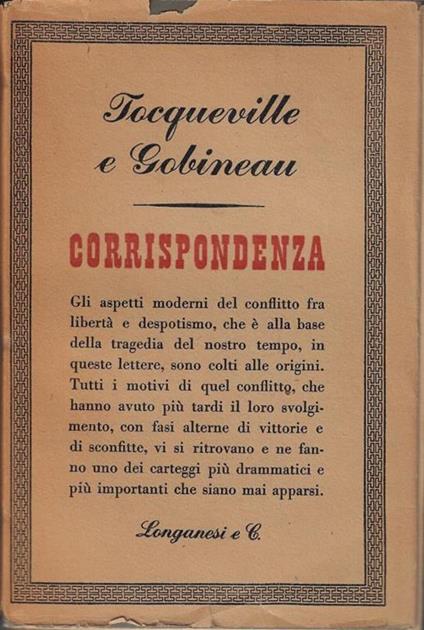 Tocqueville
e Gobineau
CORRISPONDENZA
Gli aspetti moderni del conflitto fra
libertà e despotismo, che è alla base
della tragedia del nostro tempo, in
queste lettere, sono colti alle origini.
Tutti i motivi di quel conflitto, che
hanno avuto più tardi il loro svolgi-
mento, con fasi alterne di vittorie e
di sconfitte, vi si ritrovano e ne fan-
no uno dei carteggi più drammatici e
più importanti che siano mai apparsi.
Longanesi e C.